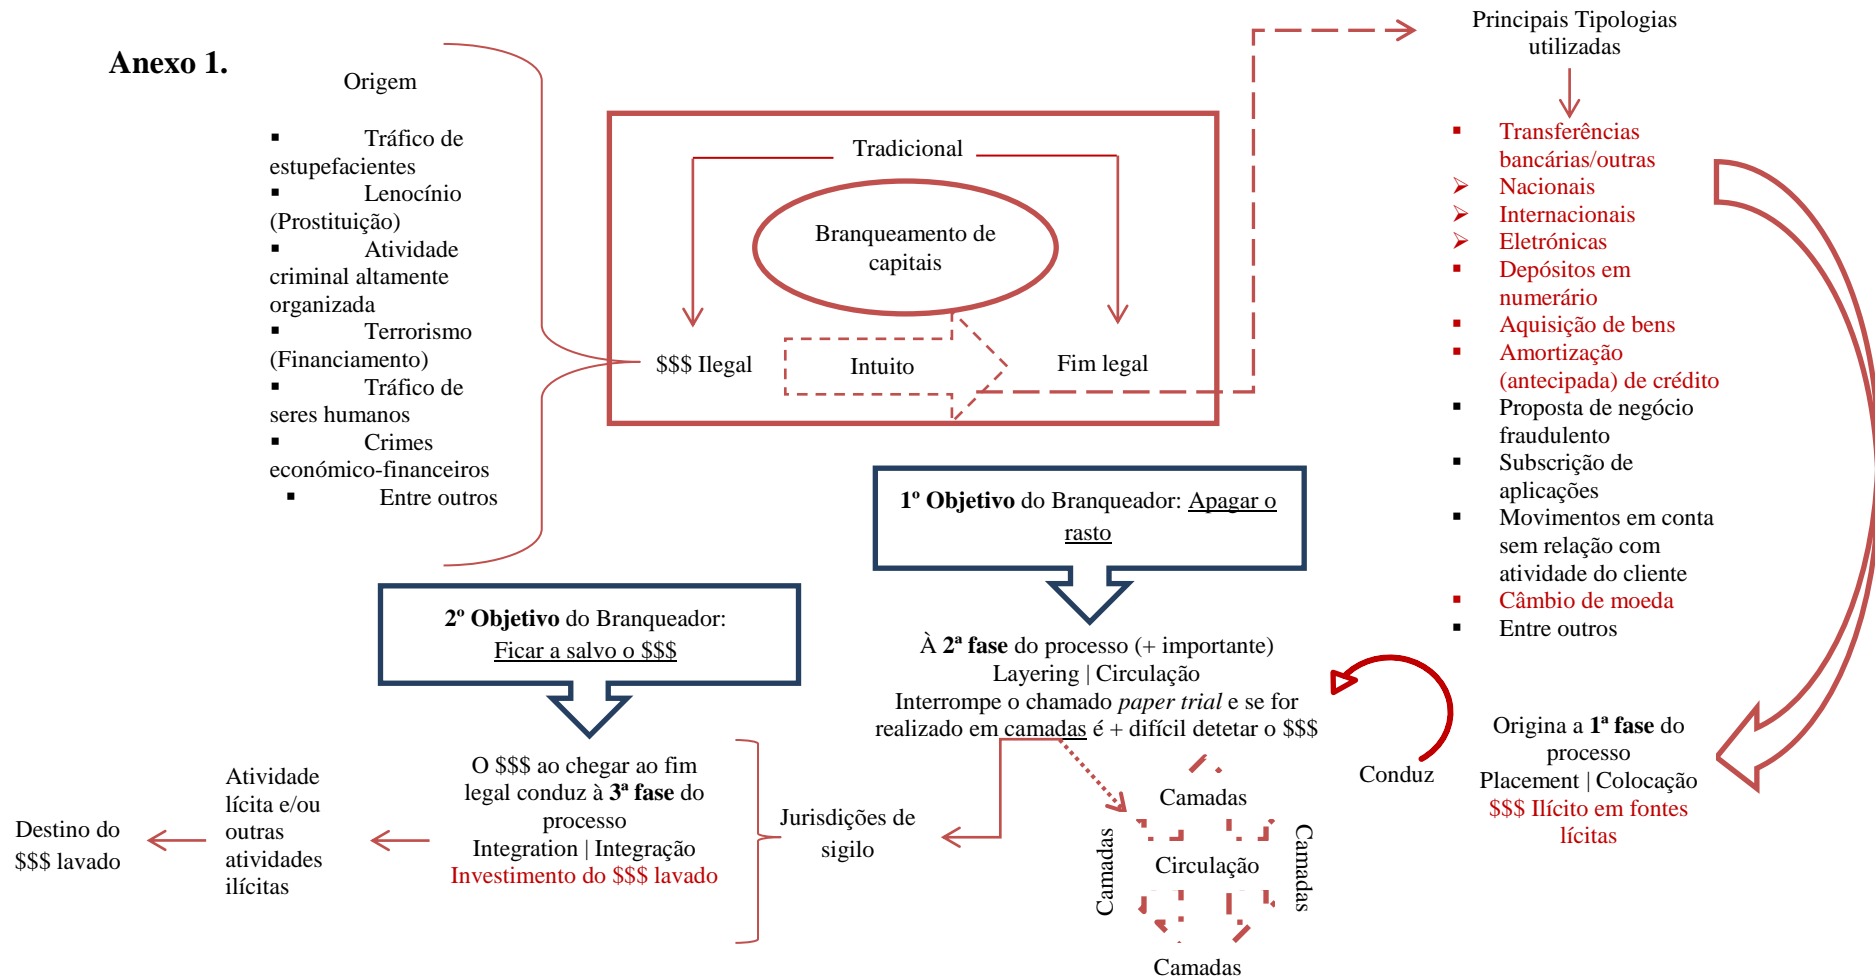 Anexo 1.
Origem
▪ Tráfico de
estupefacientes
▪ Lenocínio
(Prostituição)
▪ Atividade
criminal altamente
organizada
▪ Terrorismo
(Financiamento)
▪ Tráfico de
seres humanos
▪ Crimes
económico-financeiros
▪ Entre outros
Tradicional
Branqueamento de
capitais
$$$ Ilegal
Intuito
Fim legal
Principais Tipologias
utilizadas
▪ Transferências
bancárias/outras
➢ Nacionais
➢ Internacionais
➢ Eletrónicas
▪ Depósitos em
numerário
▪ Aquisição de bens
▪ Amortização
(antecipada) de crédito
▪ Proposta de negócio
fraudulento
▪ Subscrição de
aplicações
▪ Movimentos em conta
sem relação com
atividade do cliente
▪ Câmbio de moeda
▪ Entre outros
Origina a 1ª fase do
processo
Placement | Colocação
$$$ Ilícito em fontes
lícitas
Conduz
1º Objetivo do Branqueador: Apagar o
rasto
À 2ª fase do processo (+ importante)
Layering | Circulação
Interrompe o chamado paper trial e se for
realizado em camadas é + difícil detetar o $$$
Camadas
Camadas
Circulação
Camadas
Camadas
Jurisdições de
sigilo
2º Objetivo do Branqueador:
Ficar a salvo o $$$
O $$$ ao chegar ao fim
legal conduz à 3ª fase do
processo
Integration | Integração
Investimento do $$$ lavado
Atividade
lícita e/ou
outras
atividades
ilícitas
Destino do
$$$ lavado